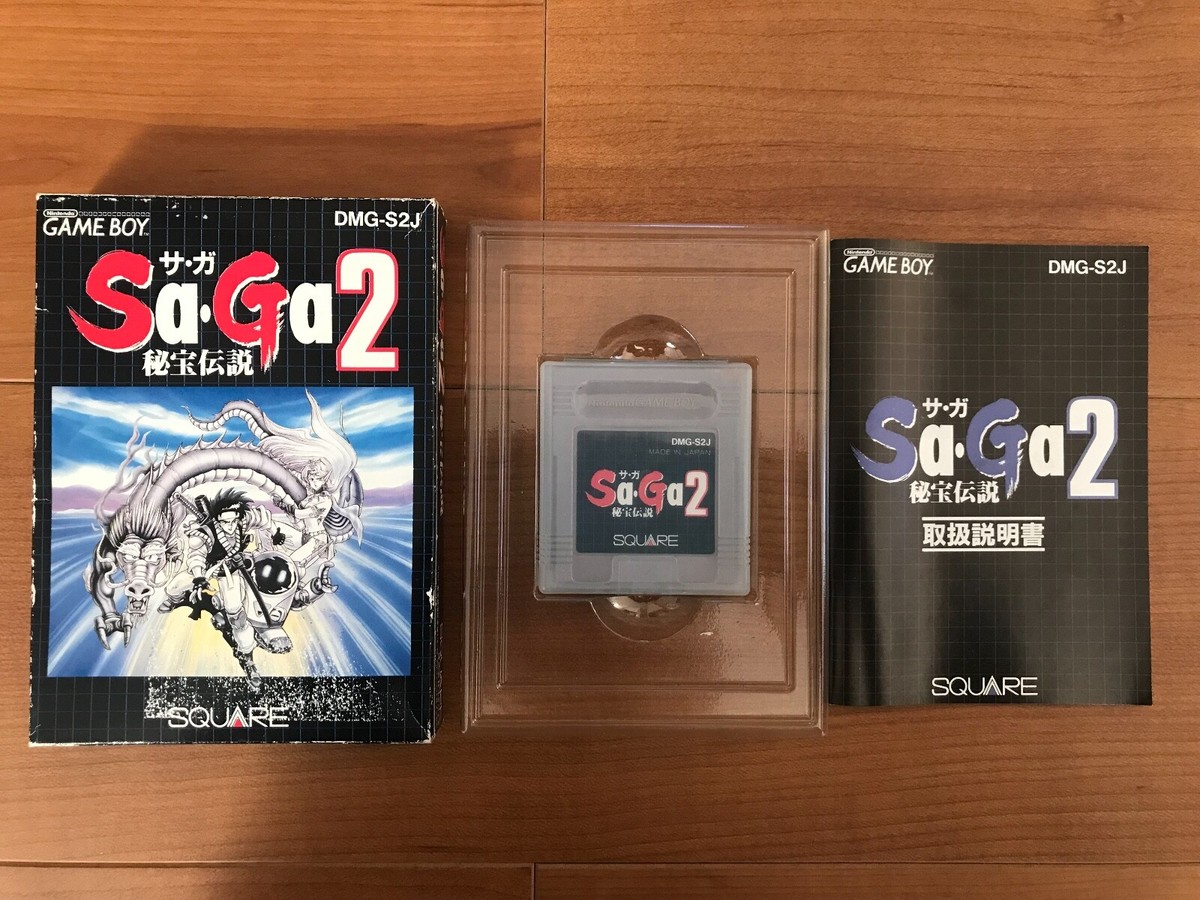 Nintendo
GAME BOY
DMG-S2J
サ・ガ
Sa・Ga2
秘宝伝説
SQUARE
DMG-S2J
MADE IN JAPAN
サ・ガ
Sa・Ga2
秘宝伝説
SQUARE
Nintendo
GAME BOY
DMG-S2J
サ・ガ
Sa・Ga2
秘宝伝説
取扱説明書
SQUARE